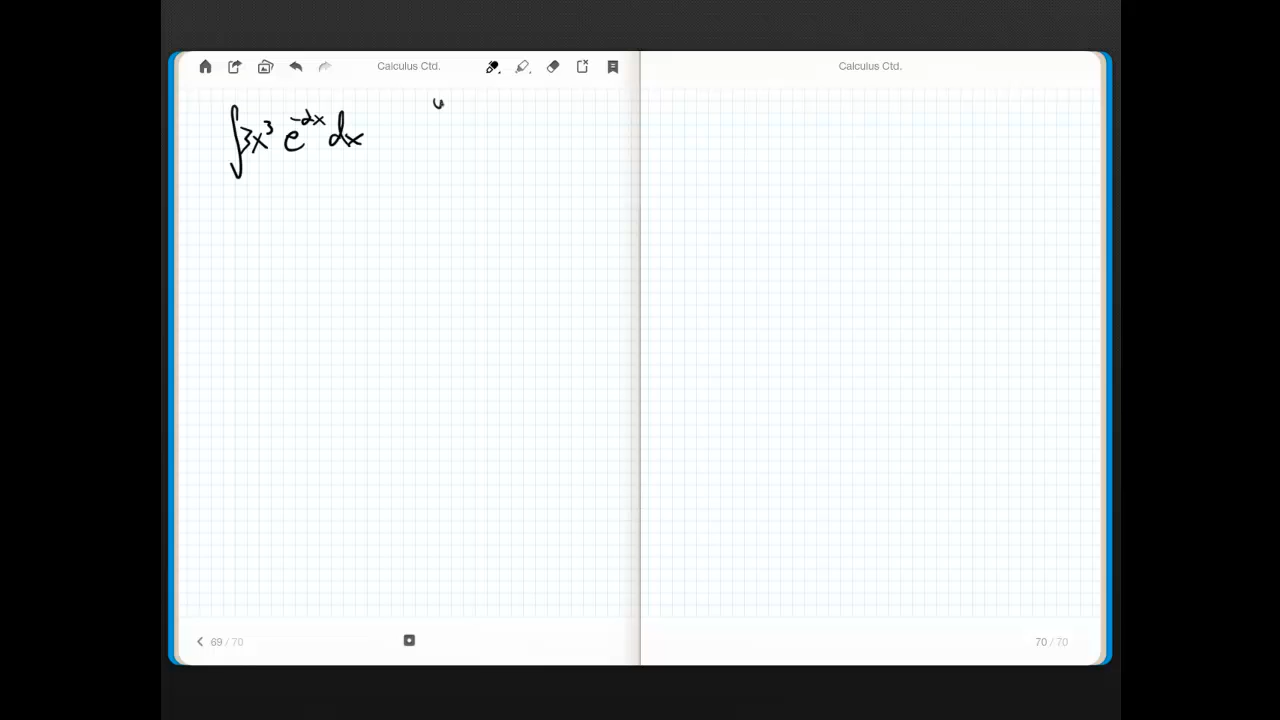 Calculus Ctd.
Calculus Ctd.
∫3x³ e^(-2x) dx
u
69 / 70
70 / 70